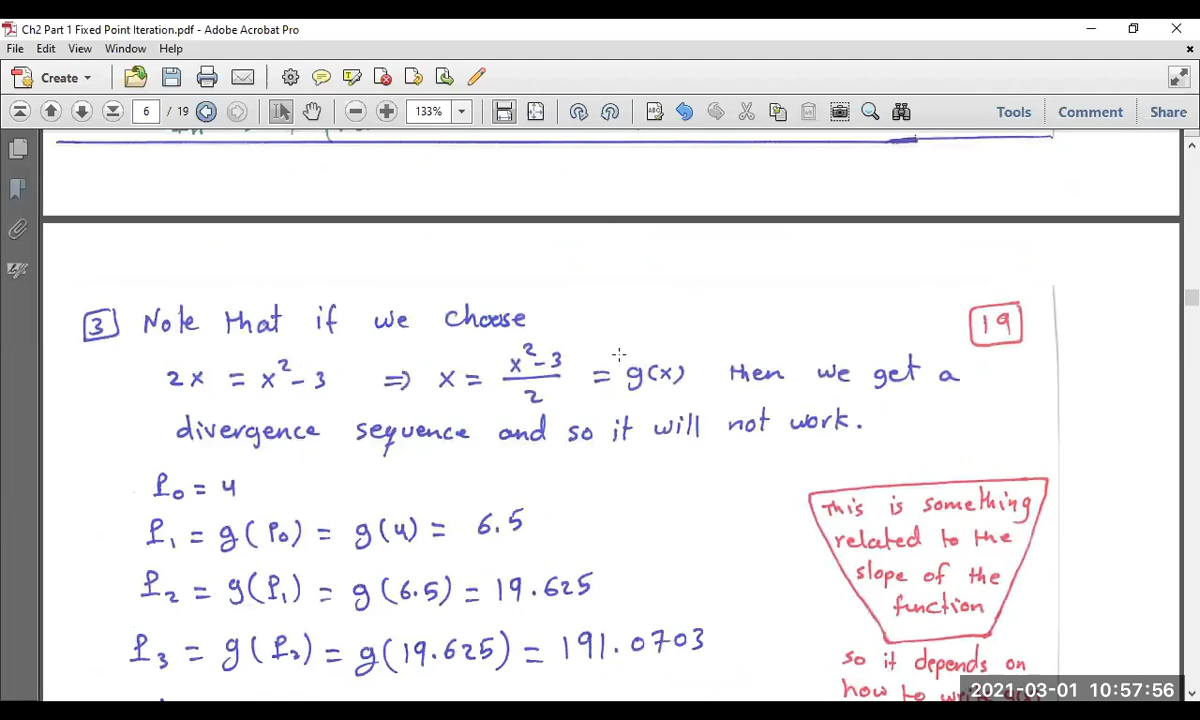 Ch2 Part 1 Fixed Point Iteration.pdf - Adobe Acrobat Pro
File Edit View Window Help
Create
6 / 19 133% Tools Comment Share
3 Note that if we choose
19
2x = x² - 3 ⇒ x = (x² - 3)/2 = g(x) then we get a
divergence sequence and so it will not work.
P₀ = 4
P₁ = g(P₀) = g(4) = 6.5
P₂ = g(P₁) = g(6.5) = 19.625
P₃ = g(P₂) = g(19.625) = 191.0703
This is something
related to the
slope of the
function
so it depends on
how to write g(x)
2021-03-01 10:57:56